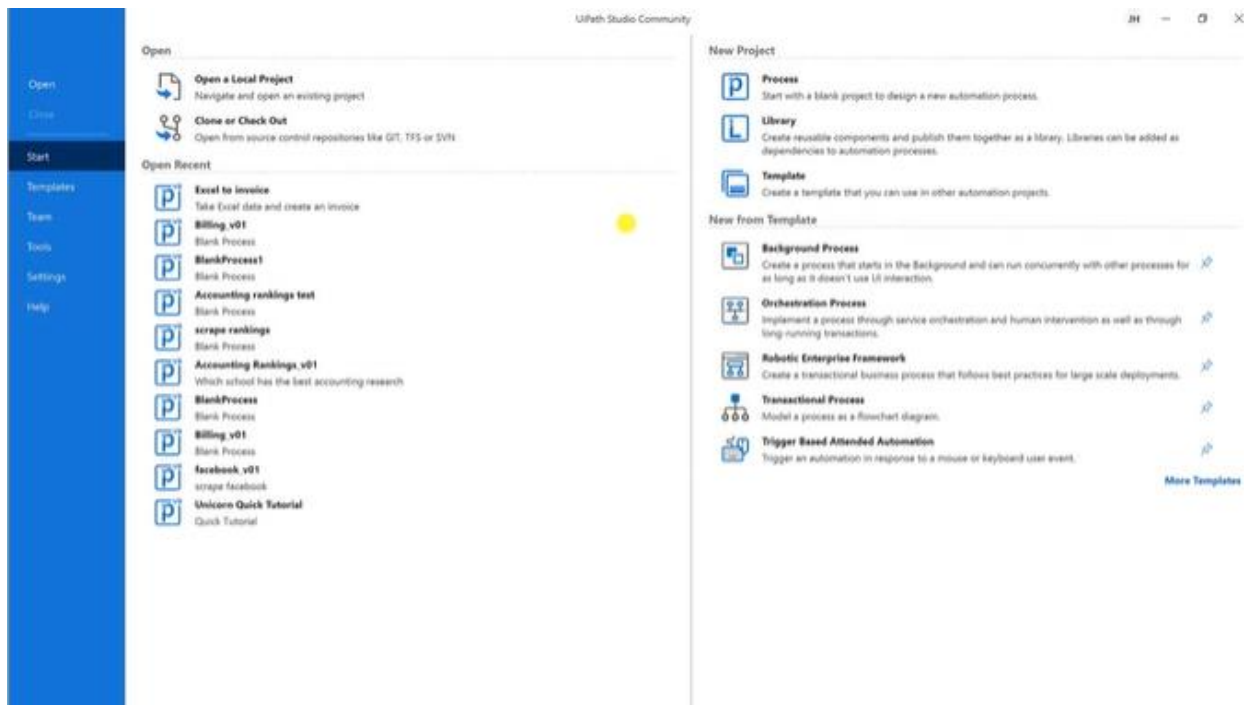 UiPath Studio Community
JH
Open
Close
Start
Templates
Team
Tools
Settings
Help
Open
Open a Local Project
Navigate and open an existing project
Clone or Check Out
Open from source control repositories like GIT, TFS or SVN
Open Recent
Excel to invoice
Take Excel data and create an invoice
Billing_v01
Blank Process
BlankProcess1
Blank Process
Accounting rankings test
Blank Process
scrape rankings
Blank Process
Accounting Rankings_v01
Which school has the best accounting research
BlankProcess
Blank Process
Billing_v01
Blank Process
facebook_v01
scrape facebook
Unicorn Quick Tutorial
Quick Tutorial
New Project
Process
Start with a blank project to design a new automation process.
Library
Create reusable components and publish them together as a library. Libraries can be added as
dependencies to automation processes.
Template
Create a template that you can use in other automation projects.
New from Template
Background Process
Create a process that starts in the Background and can run concurrently with other processes for
as long as it doesn't use UI interaction.
Orchestration Process
Implement a process through service orchestration and human intervention as well as through
long-running transactions.
Robotic Enterprise Framework
Create a transactional business process that follows best practices for large scale deployments.
Transactional Process
Model a process as a flowchart diagram.
Trigger Based Attended Automation
Trigger an automation in response to a mouse or keyboard user event.
More Templates